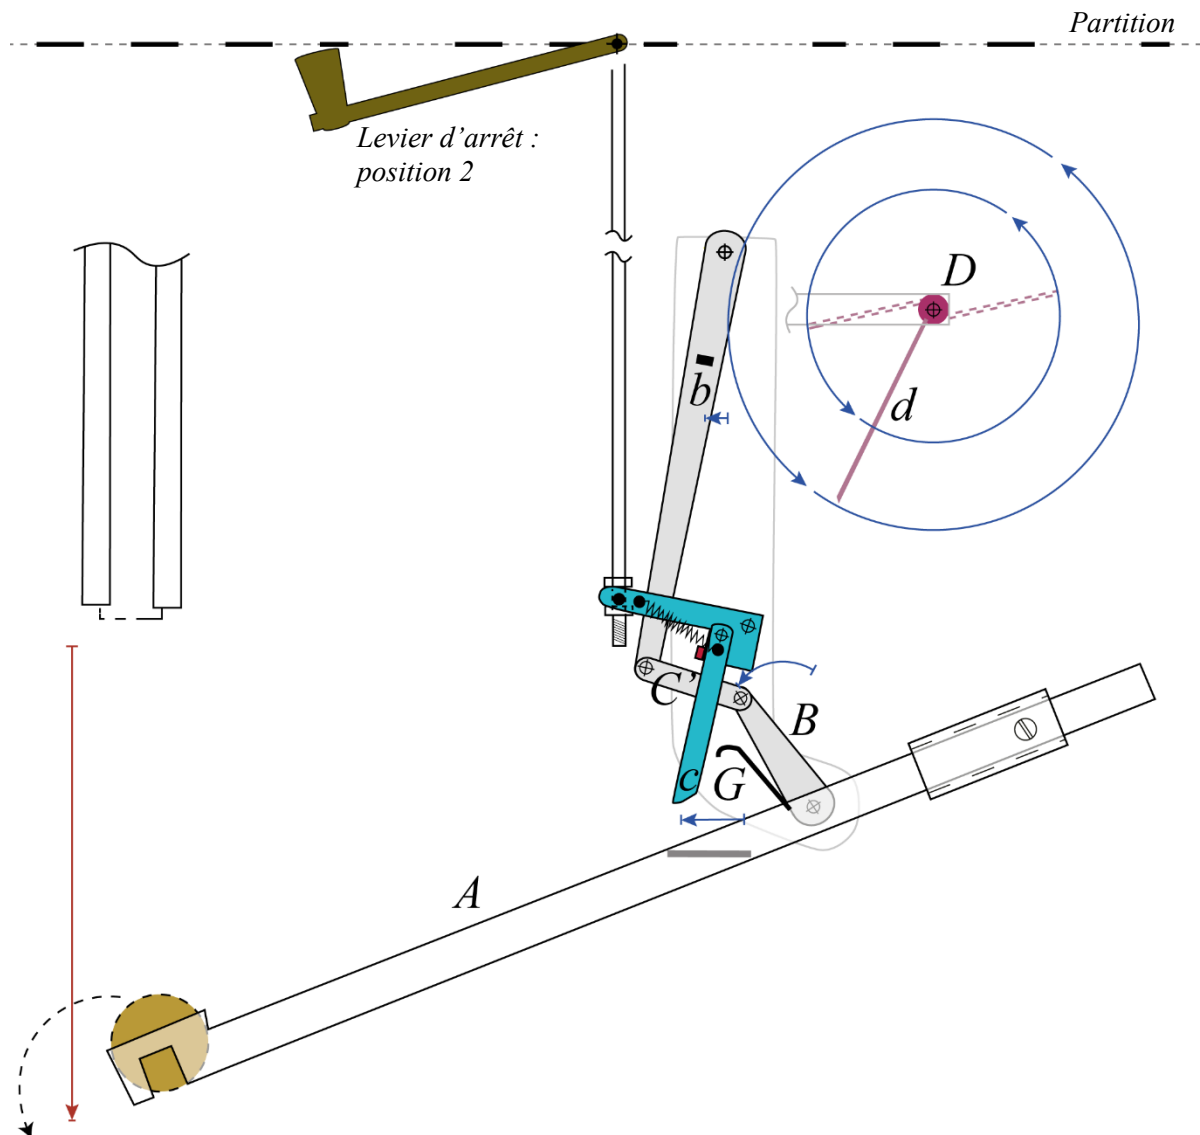 Partition
Levier d’arrêt :
position 2
D
b
d
C’
B
c
G
A